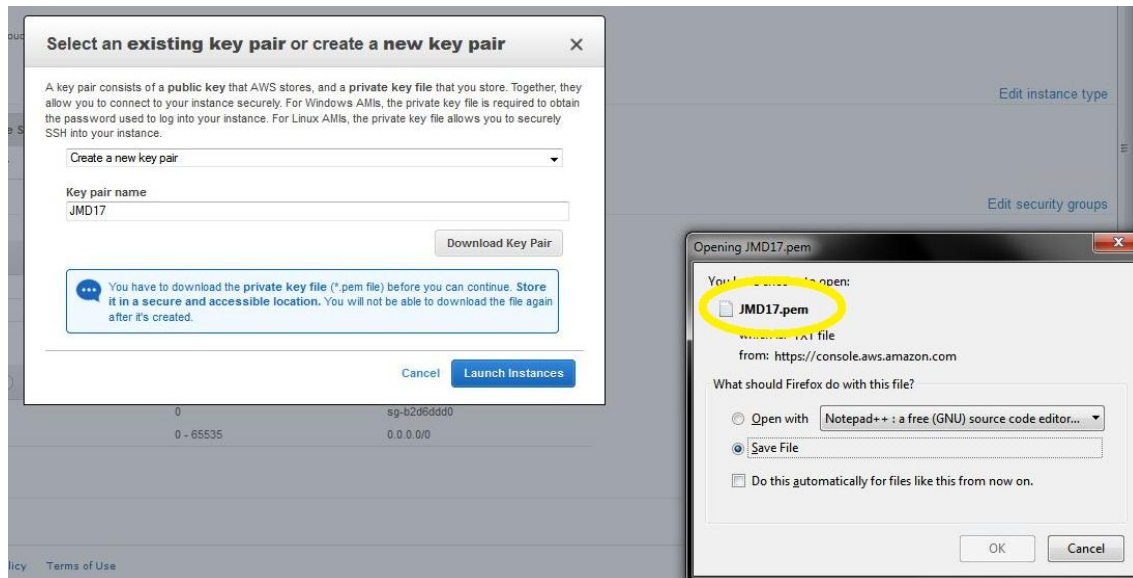 Select an existing key pair or create a new key pair
×
A key pair consists of a public key that AWS stores, and a private key file that you store. Together, they
allow you to connect to your instance securely. For Windows AMIs, the private key file is required to obtain
the password used to log into your instance. For Linux AMIs, the private key file allows you to securely
SSH into your instance.
Create a new key pair
Key pair name
JMD17
Download Key Pair
You have to download the private key file (*.pem file) before you can continue. Store
it in a secure and accessible location. You will not be able to download the file again
after it's created.
Cancel
Launch Instances
Edit instance type
Edit security groups
0 sg-b2d6ddd0
0 - 65535 0.0.0.0/0
Terms of Use
Opening JMD17.pem
open:
JMD17.pem
file
from: https://console.aws.amazon.com
What should Firefox do with this file?
Open with Notepad++ : a free (GNU) source code editor...
Save File
Do this automatically for files like this from now on.
OK Cancel